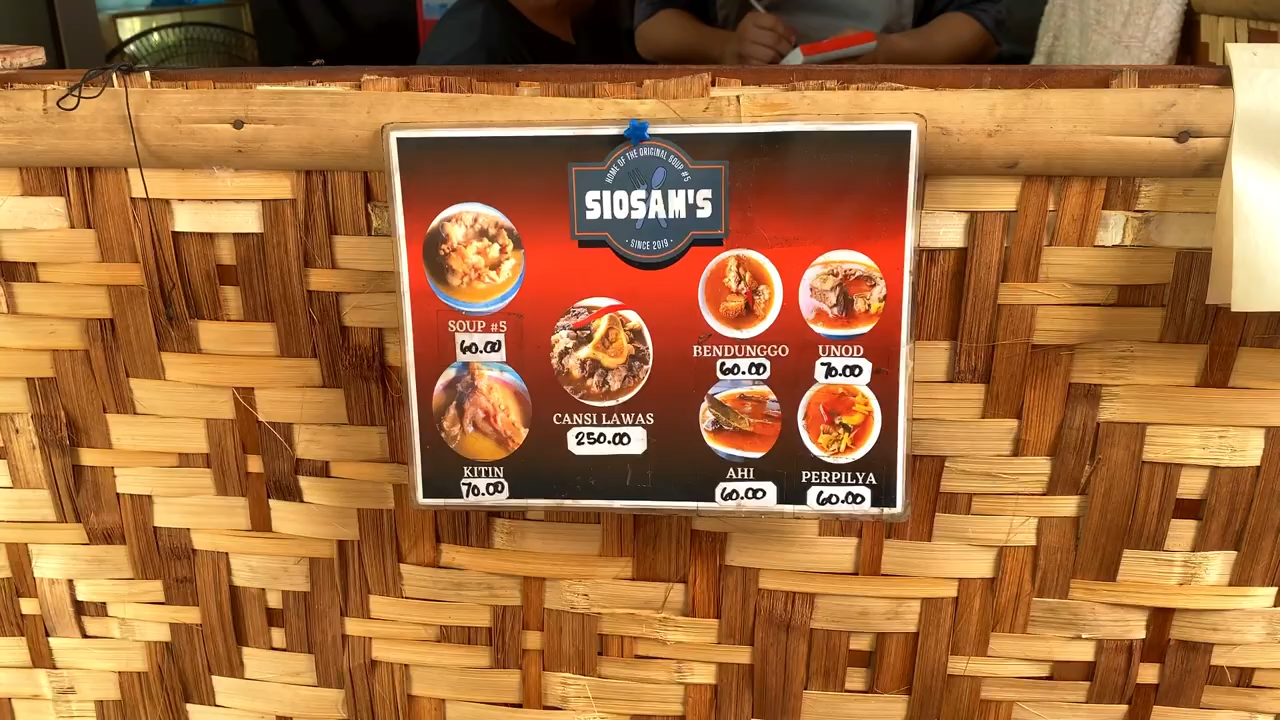 HOME OF THE ORIGINAL SOUP #5
SIOSAM'S
· SINCE 2019 ·
SOUP #5
60.00
KITIN
70.00
CANSI LAWAS
250.00
BENDUNGGO
60.00
UNOD
70.00
AHI
60.00
PERPILYA
60.00